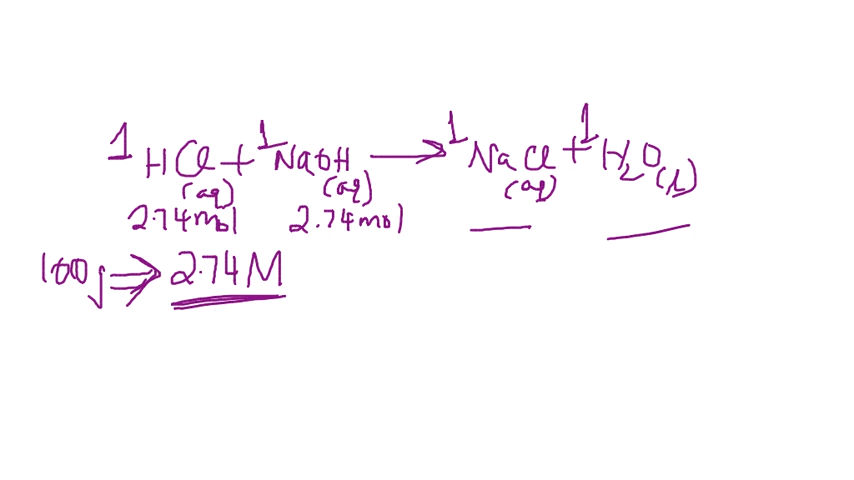 1 HCl + 1 NaOH → 1 NaCl + 1 H₂O(l)
(aq) (aq) (aq)
2.74mol 2.74mol
100g ⇒ 2.74M